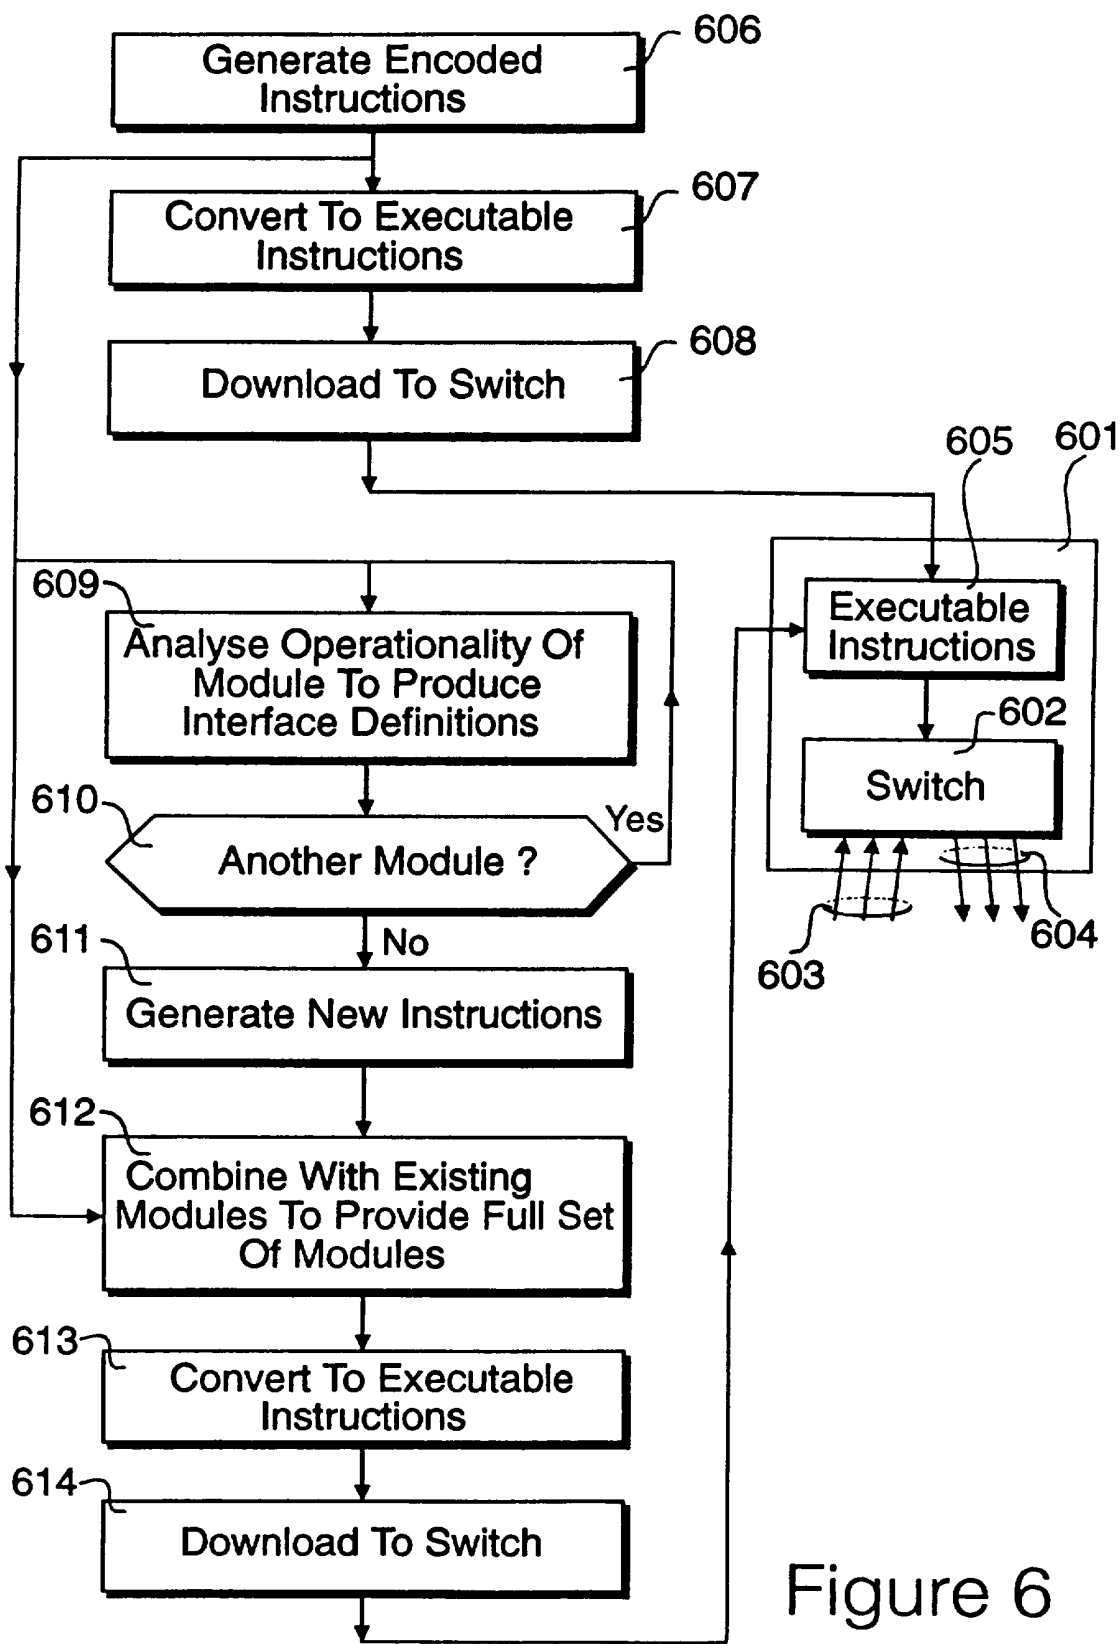 606
Generate Encoded
Instructions
607
Convert To Executable
Instructions
608
Download To Switch
605
601
609
Analyse Operationality Of
Module To Produce
Interface Definitions
Executable
Instructions
602
Switch
610
Another Module ?
Yes
604
603
611
No
Generate New Instructions
612
Combine With Existing
Modules To Provide Full Set
Of Modules
613
Convert To Executable
Instructions
614
Download To Switch
Figure 6